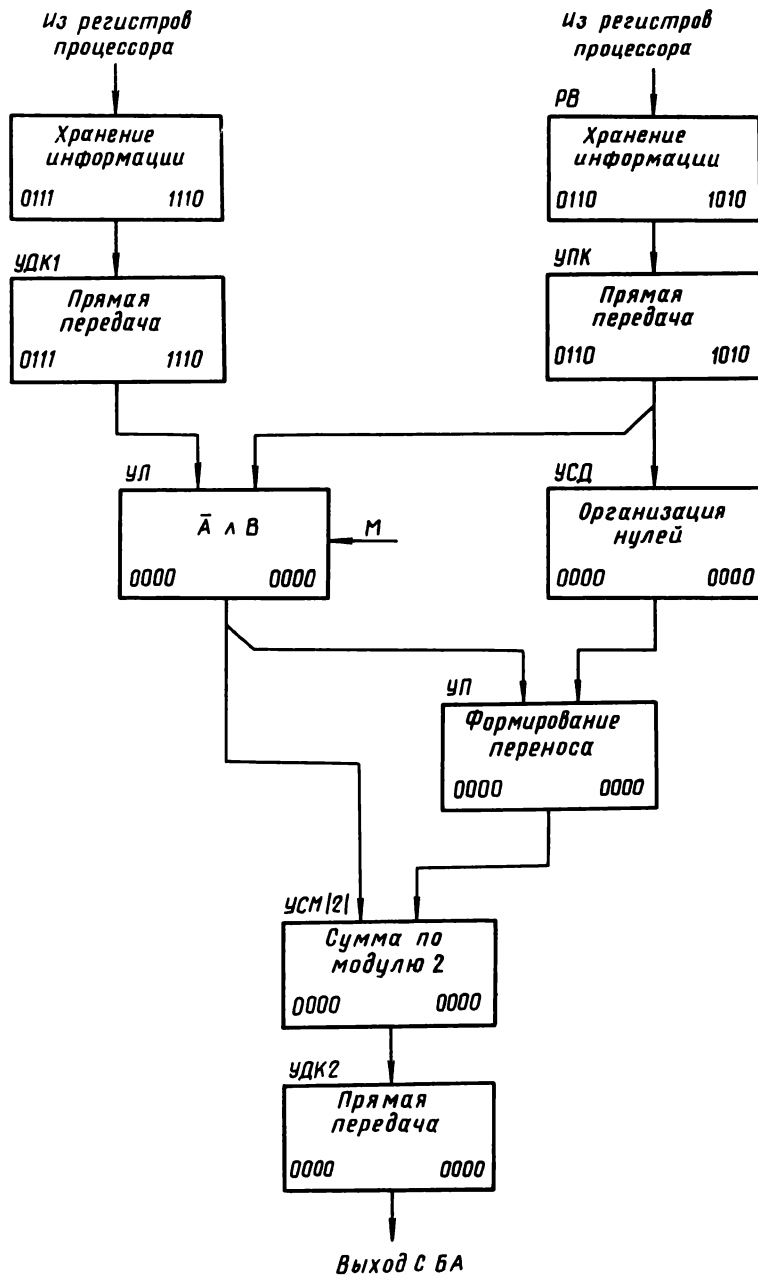 Из регистров процессора
Из регистров процессора
РВ
Хранение информации
0111 1110
Хранение информации
0110 1010
УДК1
УПК
Прямая передача
0111 1110
Прямая передача
0110 1010
УЛ
УСД
Ā ∧ В
0000 0000
М
Организация нулей
0000 0000
УП
Формирование переноса
0000 0000
УСМ|2|
Сумма по модулю 2
0000 0000
УДК2
Прямая передача
0000 0000
Выход С БА